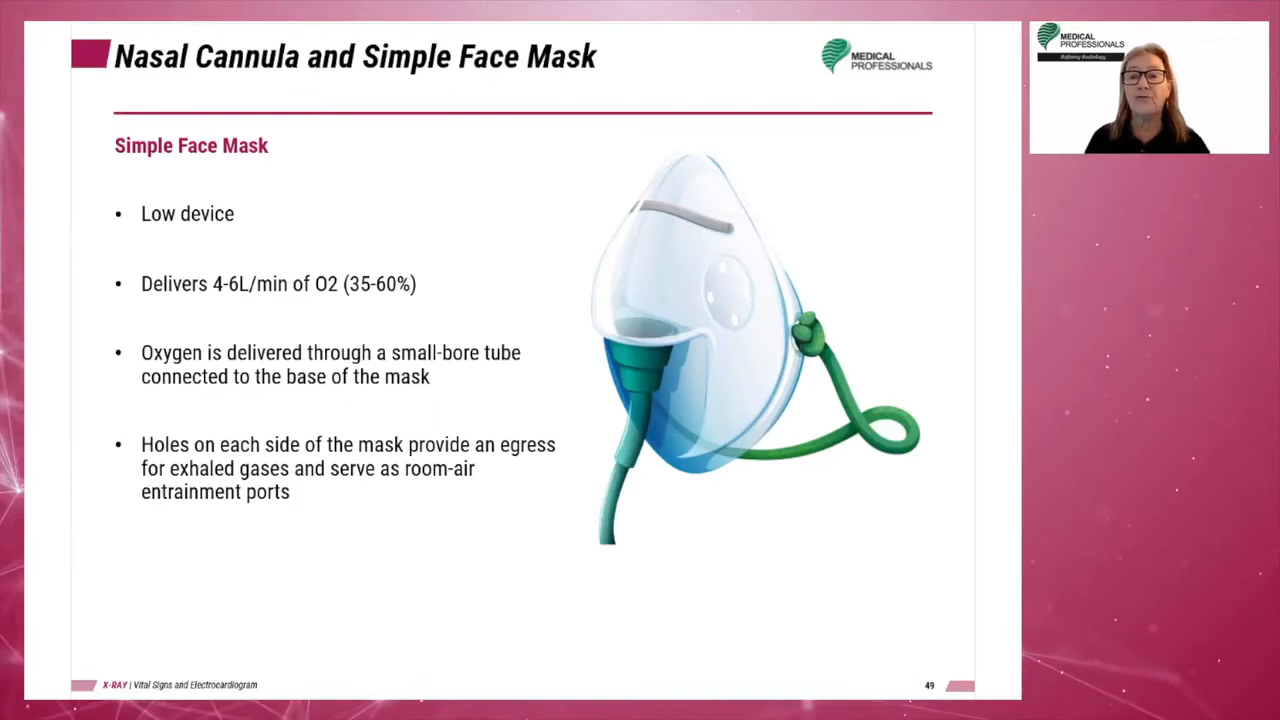 Nasal Cannula and Simple Face Mask
MEDICAL
PROFESSIONALS
Simple Face Mask
• Low device
• Delivers 4-6L/min of O2 (35-60%)
• Oxygen is delivered through a small-bore tube
connected to the base of the mask
• Holes on each side of the mask provide an egress
for exhaled gases and serve as room-air
entrainment ports
X-RAY | Vital Signs and Electrocardiogram
49
MEDICAL
PROFESSIONALS
Refining Radiology